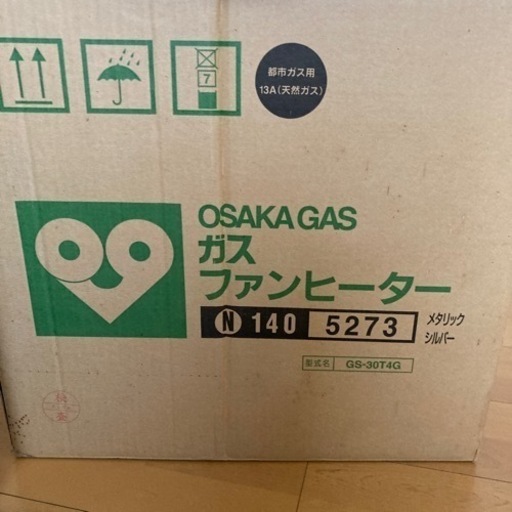 7
都市ガス用
13A(天然ガス)
OSAKA GAS
ガス
ファンヒーター
N 140 5273 メタリック
シルバー
型式名 GS-30T4G